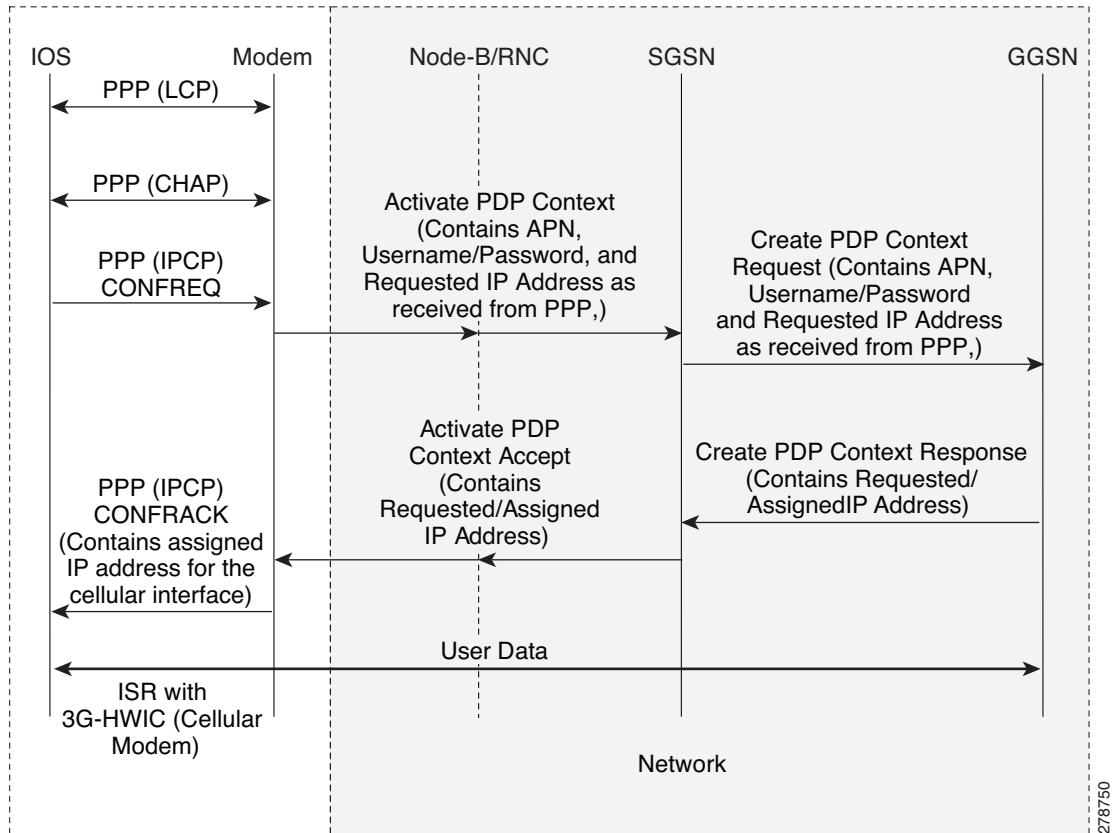 IOS
Modem
Node-B/RNC
SGSN
GGSN
PPP (LCP)
PPP (CHAP)
PPP (IPCP)
CONFREQ
Activate PDP Context
(Contains APN,
Username/Password, and
Requested IP Address as
received from PPP,)
Create PDP Context
Request (Contains APN,
Username/Password
and Requested IP Address
as received from PPP,)
Create PDP Context Response
(Contains Requested/
AssignedIP Address)
Activate PDP
Context Accept
(Contains
Requested/Assigned
IP Address)
PPP (IPCP)
CONFRACK
(Contains assigned
IP address for the
cellular interface)
User Data
ISR with
3G-HWIC (Cellular
Modem)
Network
278750